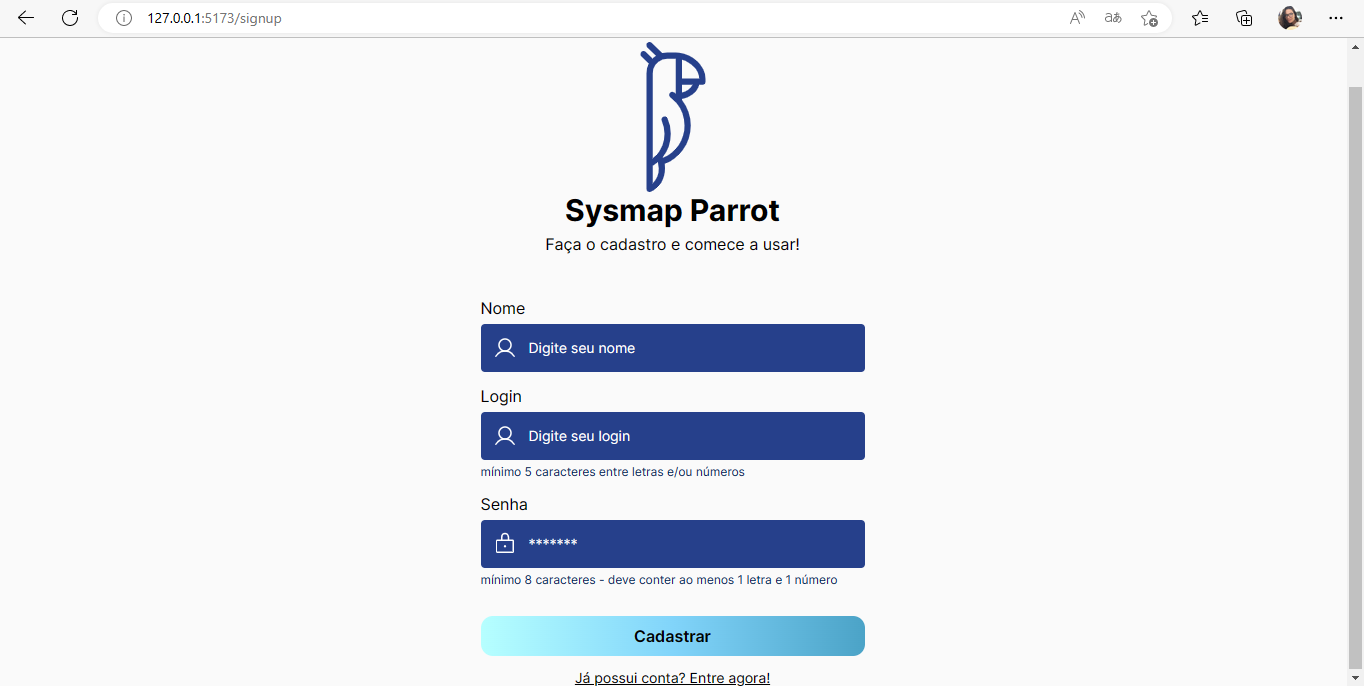 127.0.0.1:5173/signup
Sysmap Parrot
Faça o cadastro e comece a usar!
Nome
Digite seu nome
Login
Digite seu login
mínimo 5 caracteres entre letras e/ou números
Senha
*******
mínimo 8 caracteres - deve conter ao menos 1 letra e 1 número
Cadastrar
Já possui conta? Entre agora!